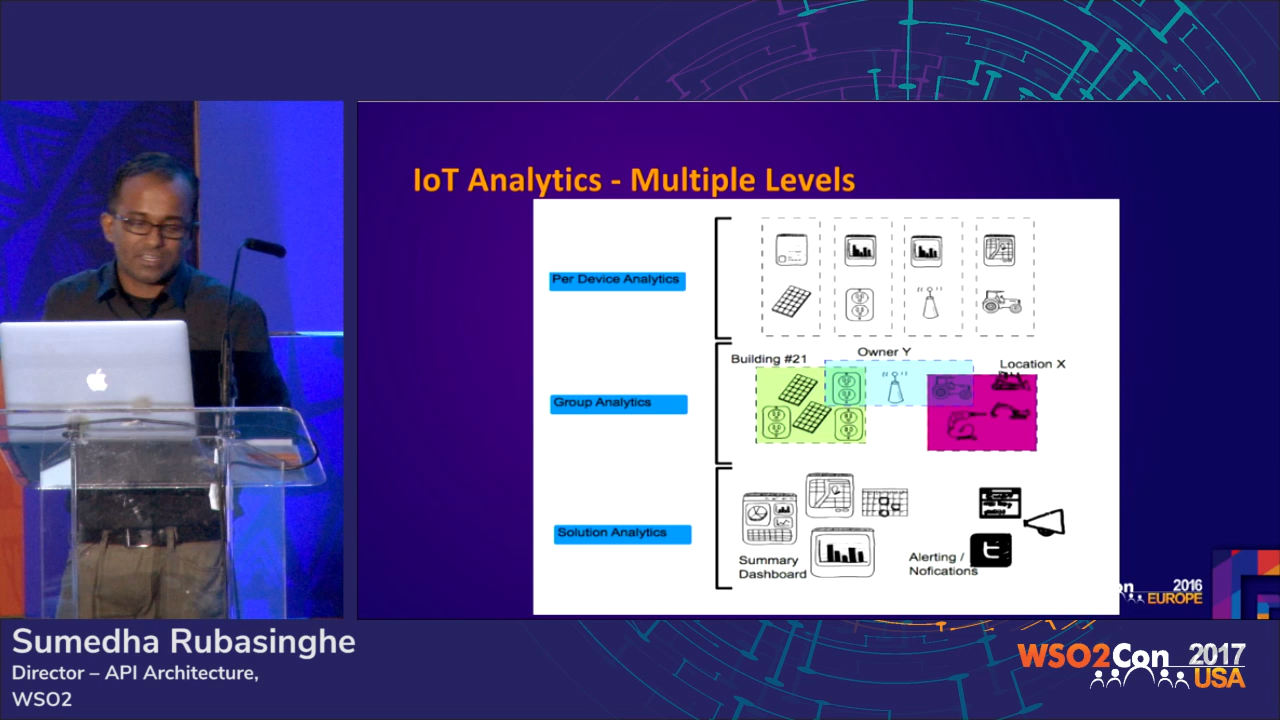 IoT Analytics - Multiple Levels
Per Device Analytics
Building #21
Owner Y
Location X
Group Analytics
Solution Analytics
Summary
Dashboard
Alerting /
Nofications
t
on
2016
EUROPE
Sumedha Rubasinghe
Director – API Architecture,
WSO2
WSO2Con 2017
USA